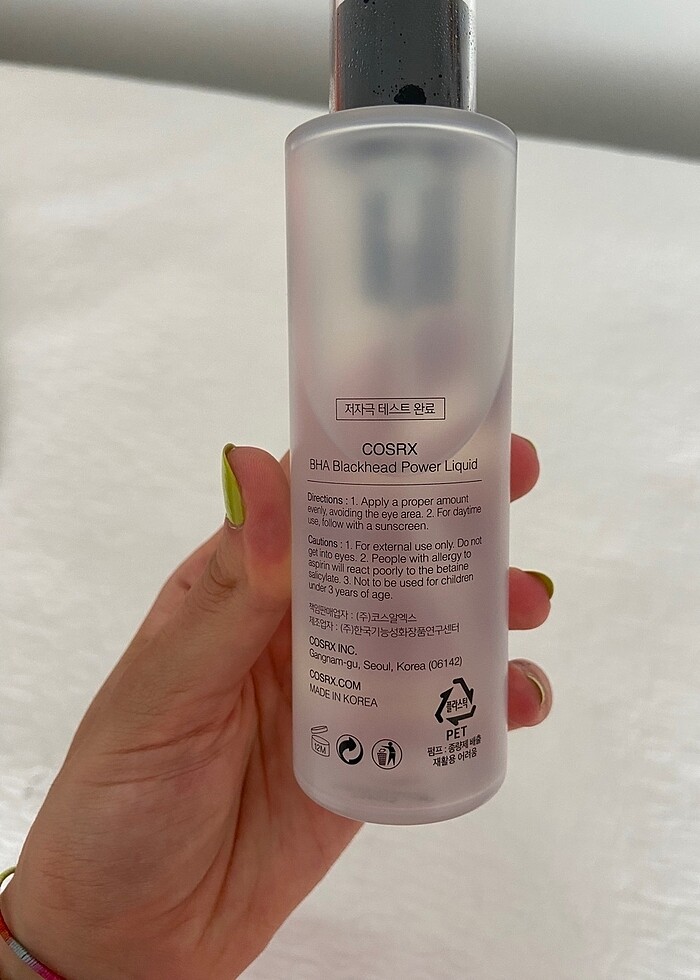 저자극 테스트 완료
COSRX
BHA Blackhead Power Liquid
Directions : 1. Apply a proper amount
evenly, avoiding the eye area. 2. For daytime
use, follow with a sunscreen.
Cautions : 1. For external use only. Do not
get into eyes. 2. People with allergy to
aspirin will react poorly to the betaine
salicylate. 3. Not to be used for children
under 3 years of age.
책임판매업자 : (주)코스알엑스
제조업자 : (주)한국기능성화장품연구센터
COSRX INC.
Gangnam-gu, Seoul, Korea (06142)
COSRX.COM
MADE IN KOREA
12M
플라스틱
PET
펌프 : 종량제 배출
재활용 어려움